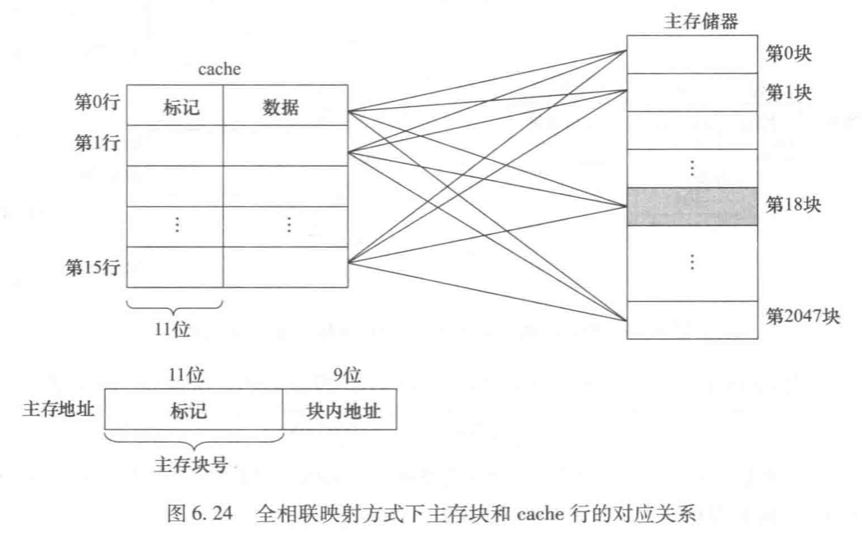 主存储器
cache
第0行
标记
数据
第1行
⋮
⋮
第15行
11位
第0块
第1块
⋮
第18块
⋮
第2047块
11位
9位
主存地址
标记
块内地址
主存块号
图 6.24 全相联映射方式下主存块和 cache 行的对应关系